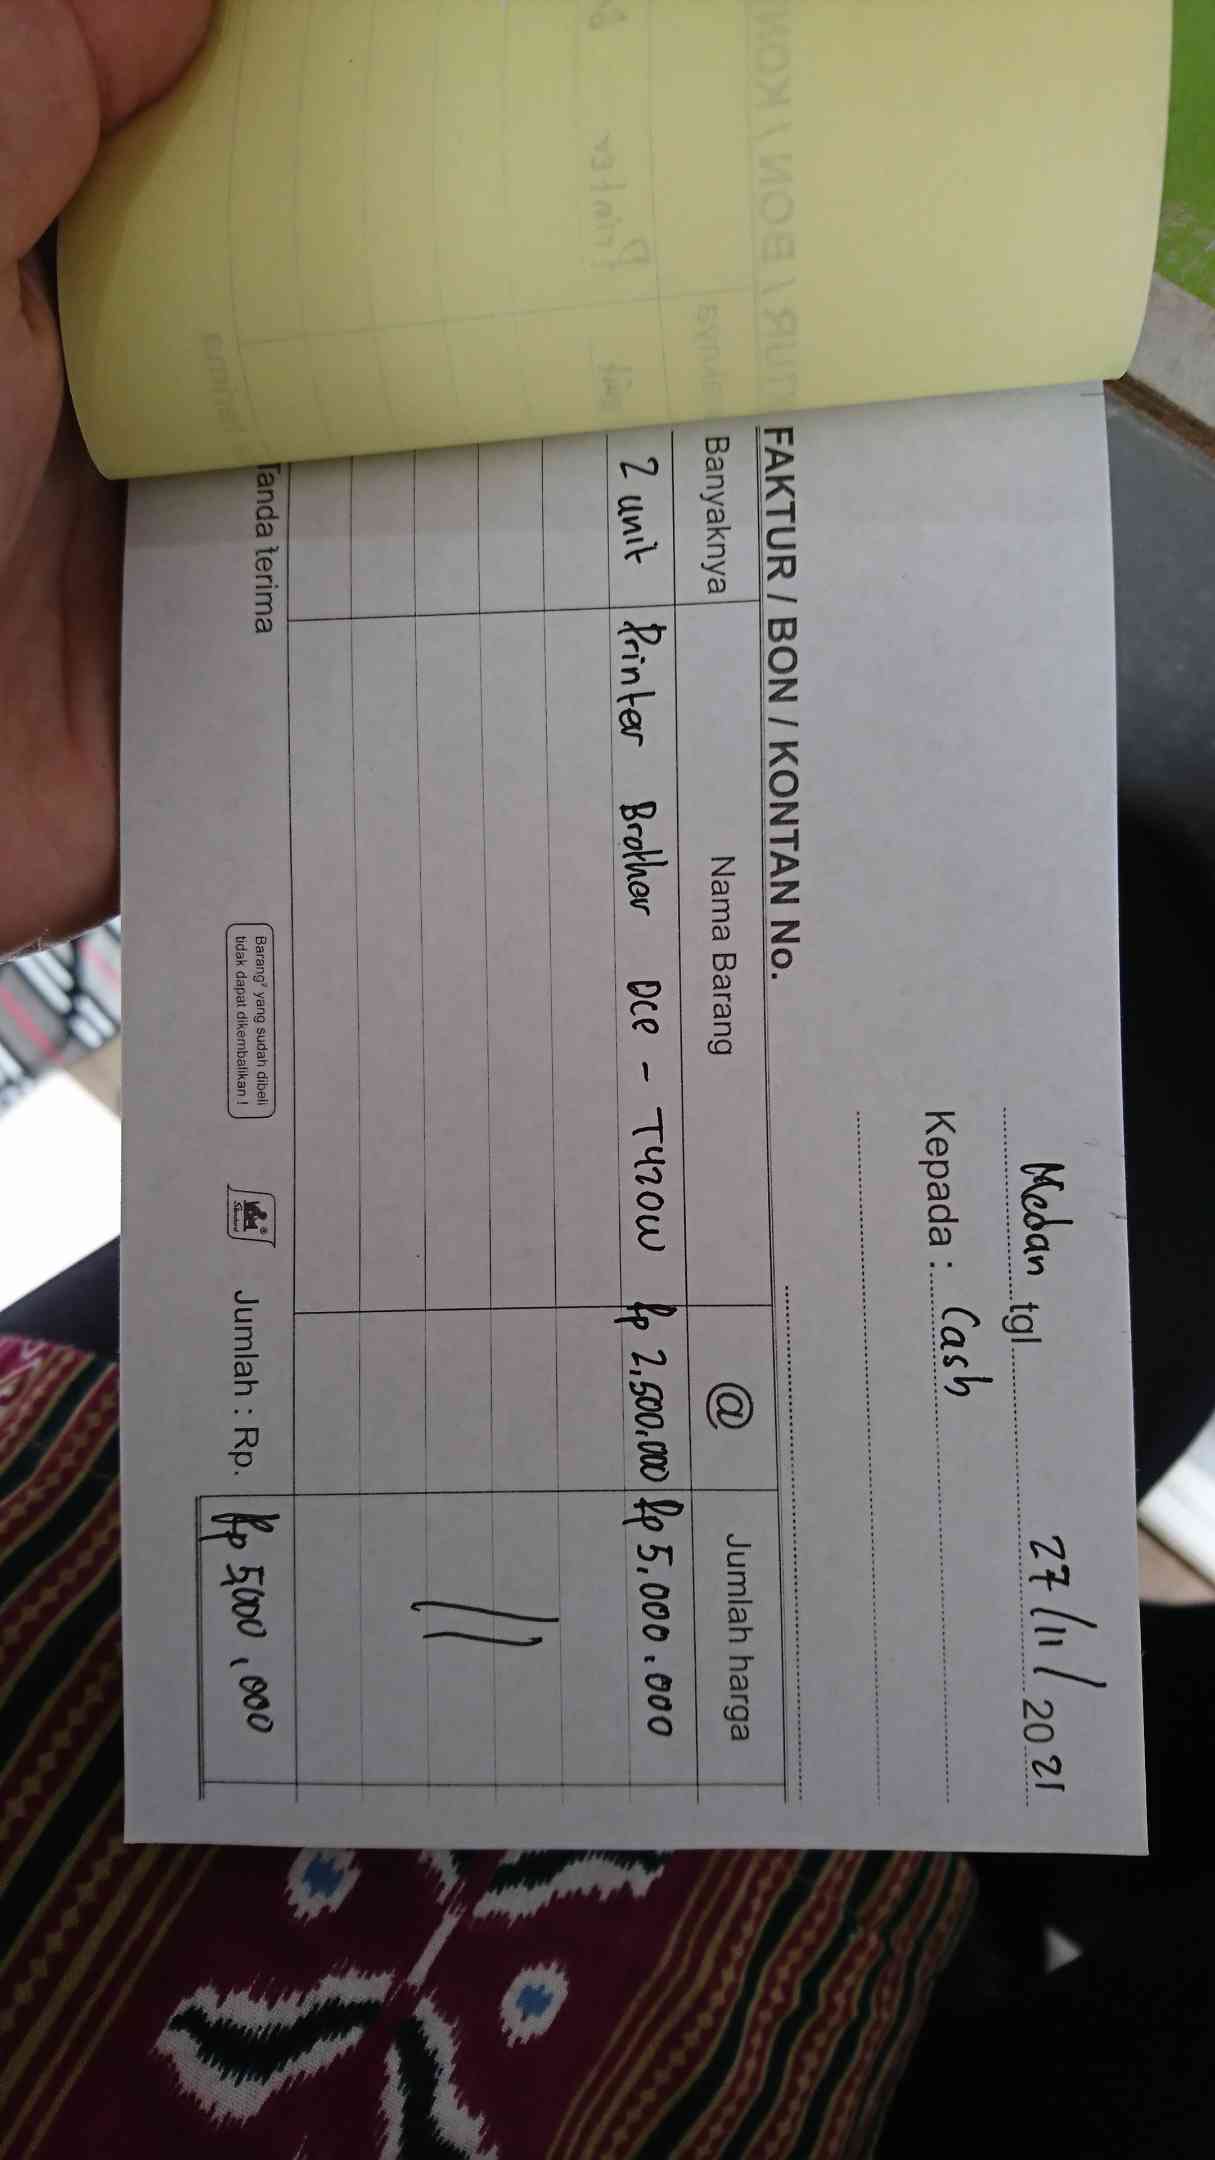 Medan tgl 27/11/2021
Kepada : Cash
FAKTUR / BON / KONTAN No.
Banyaknya Nama Barang @ Jumlah harga
2 unit Printer Brother DCP - T420W Rp 2.500.000 Rp 5.000.000
Tanda terima
Barang² yang sudah dibeli
tidak dapat dikembalikan !
Jumlah : Rp. Rp 5,000.000